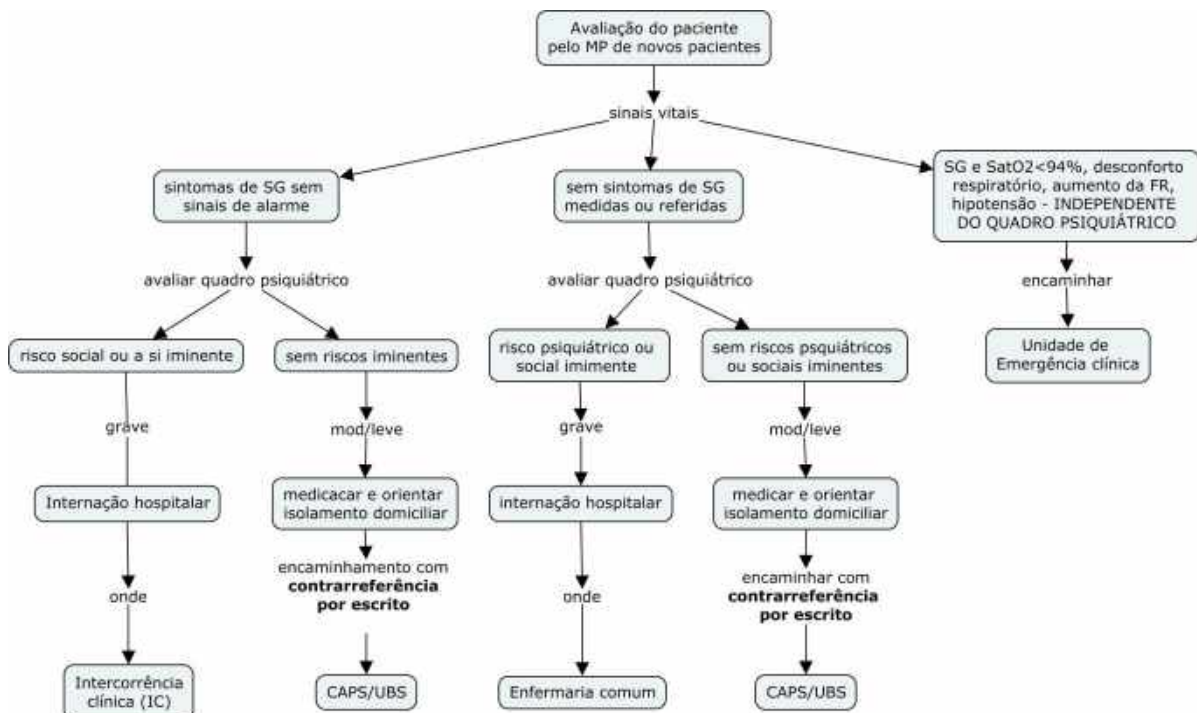 Avaliação do paciente
pelo MP de novos pacientes
sinais vitais
sintomas de SG sem
sinais de alarme
avaliar quadro psiquiátrico
risco social ou a si iminente
grave
Internação hospitalar
onde
Intercorrência
clínica (IC)
sem riscos iminentes
mod/leve
medicacar e orientar
isolamento domiciliar
encaminhamento com
contrarreferência
por escrito
CAPS/UBS
sem sintomas de SG
medidas ou referidas
avaliar quadro psiquiátrico
risco psiquiátrico ou
social imimente
grave
internação hospitalar
onde
Enfermaria comum
sem riscos psquiátricos
ou sociais iminentes
mod/leve
medicar e orientar
isolamento domiciliar
encaminhar com
contrarreferência
por escrito
CAPS/UBS
SG e SatO2<94%, desconforto
respiratório, aumento da FR,
hipotensão - INDEPENDENTE
DO QUADRO PSIQUIÁTRICO
encaminhar
Unidade de
Emergência clínica